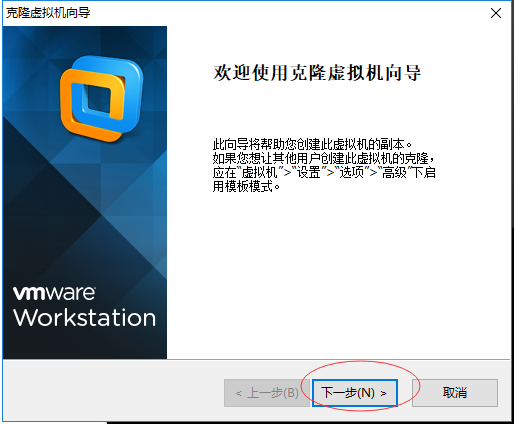 克隆虚拟机向导
欢迎使用克隆虚拟机向导
此向导将帮助您创建此虚拟机的副本。
如果您想让其他用户创建此虚拟机的克隆，
应在"虚拟机">"设置">"选项">"高级"下启
用模板模式。
vmware
Workstation
< 上一步(B)
下一步(N) >
取消